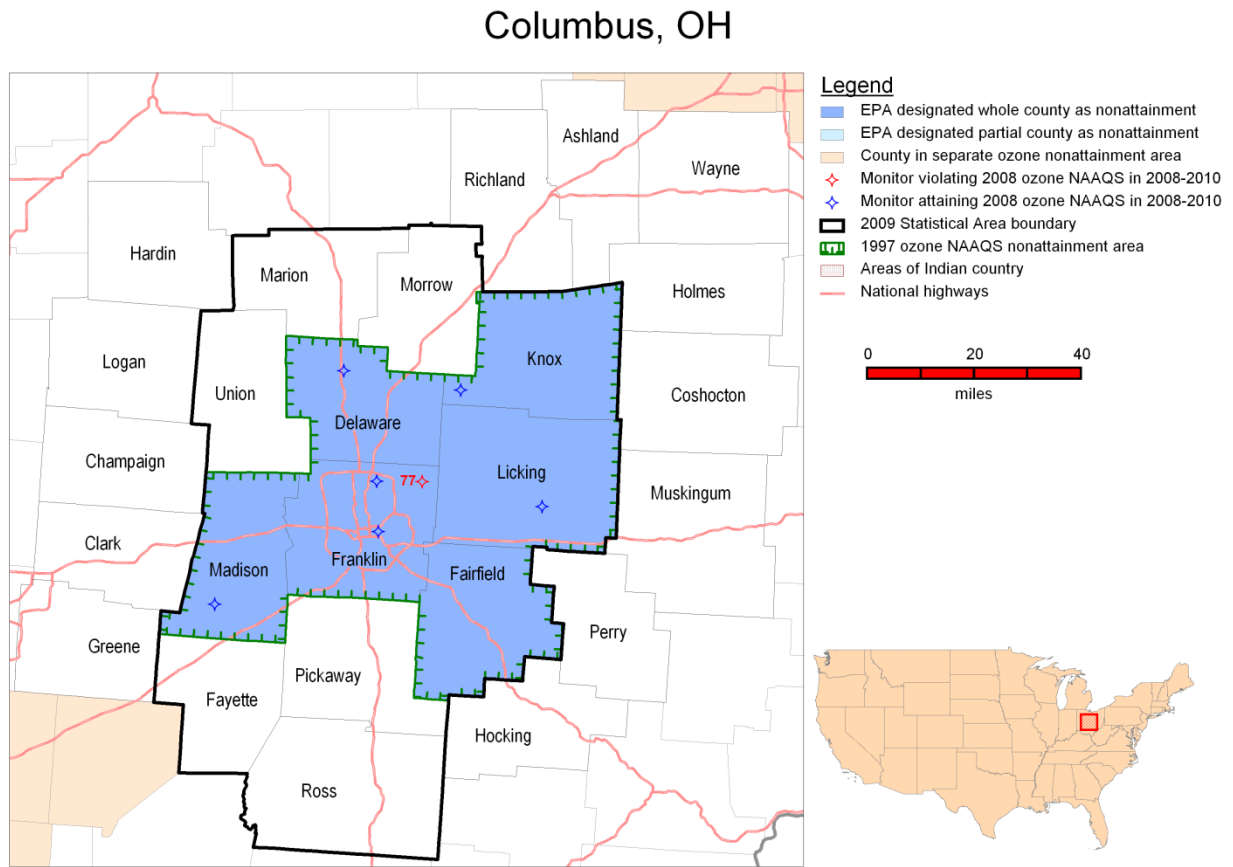 Columbus, OH
Legend
EPA designated whole county as nonattainment
EPA designated partial county as nonattainment
County in separate ozone nonattainment area
Monitor violating 2008 ozone NAAQS in 2008-2010
Monitor attaining 2008 ozone NAAQS in 2008-2010
2009 Statistical Area boundary
1997 ozone NAAQS nonattainment area
Areas of Indian country
National highways
0 20 40
miles
Ashland
Wayne
Richland
Hardin
Marion
Morrow
Holmes
Logan
Knox
Union
Coshocton
Delaware
Champaign
Licking
77
Muskingum
Clark
Franklin
Madison
Fairfield
Perry
Greene
Pickaway
Fayette
Hocking
Ross